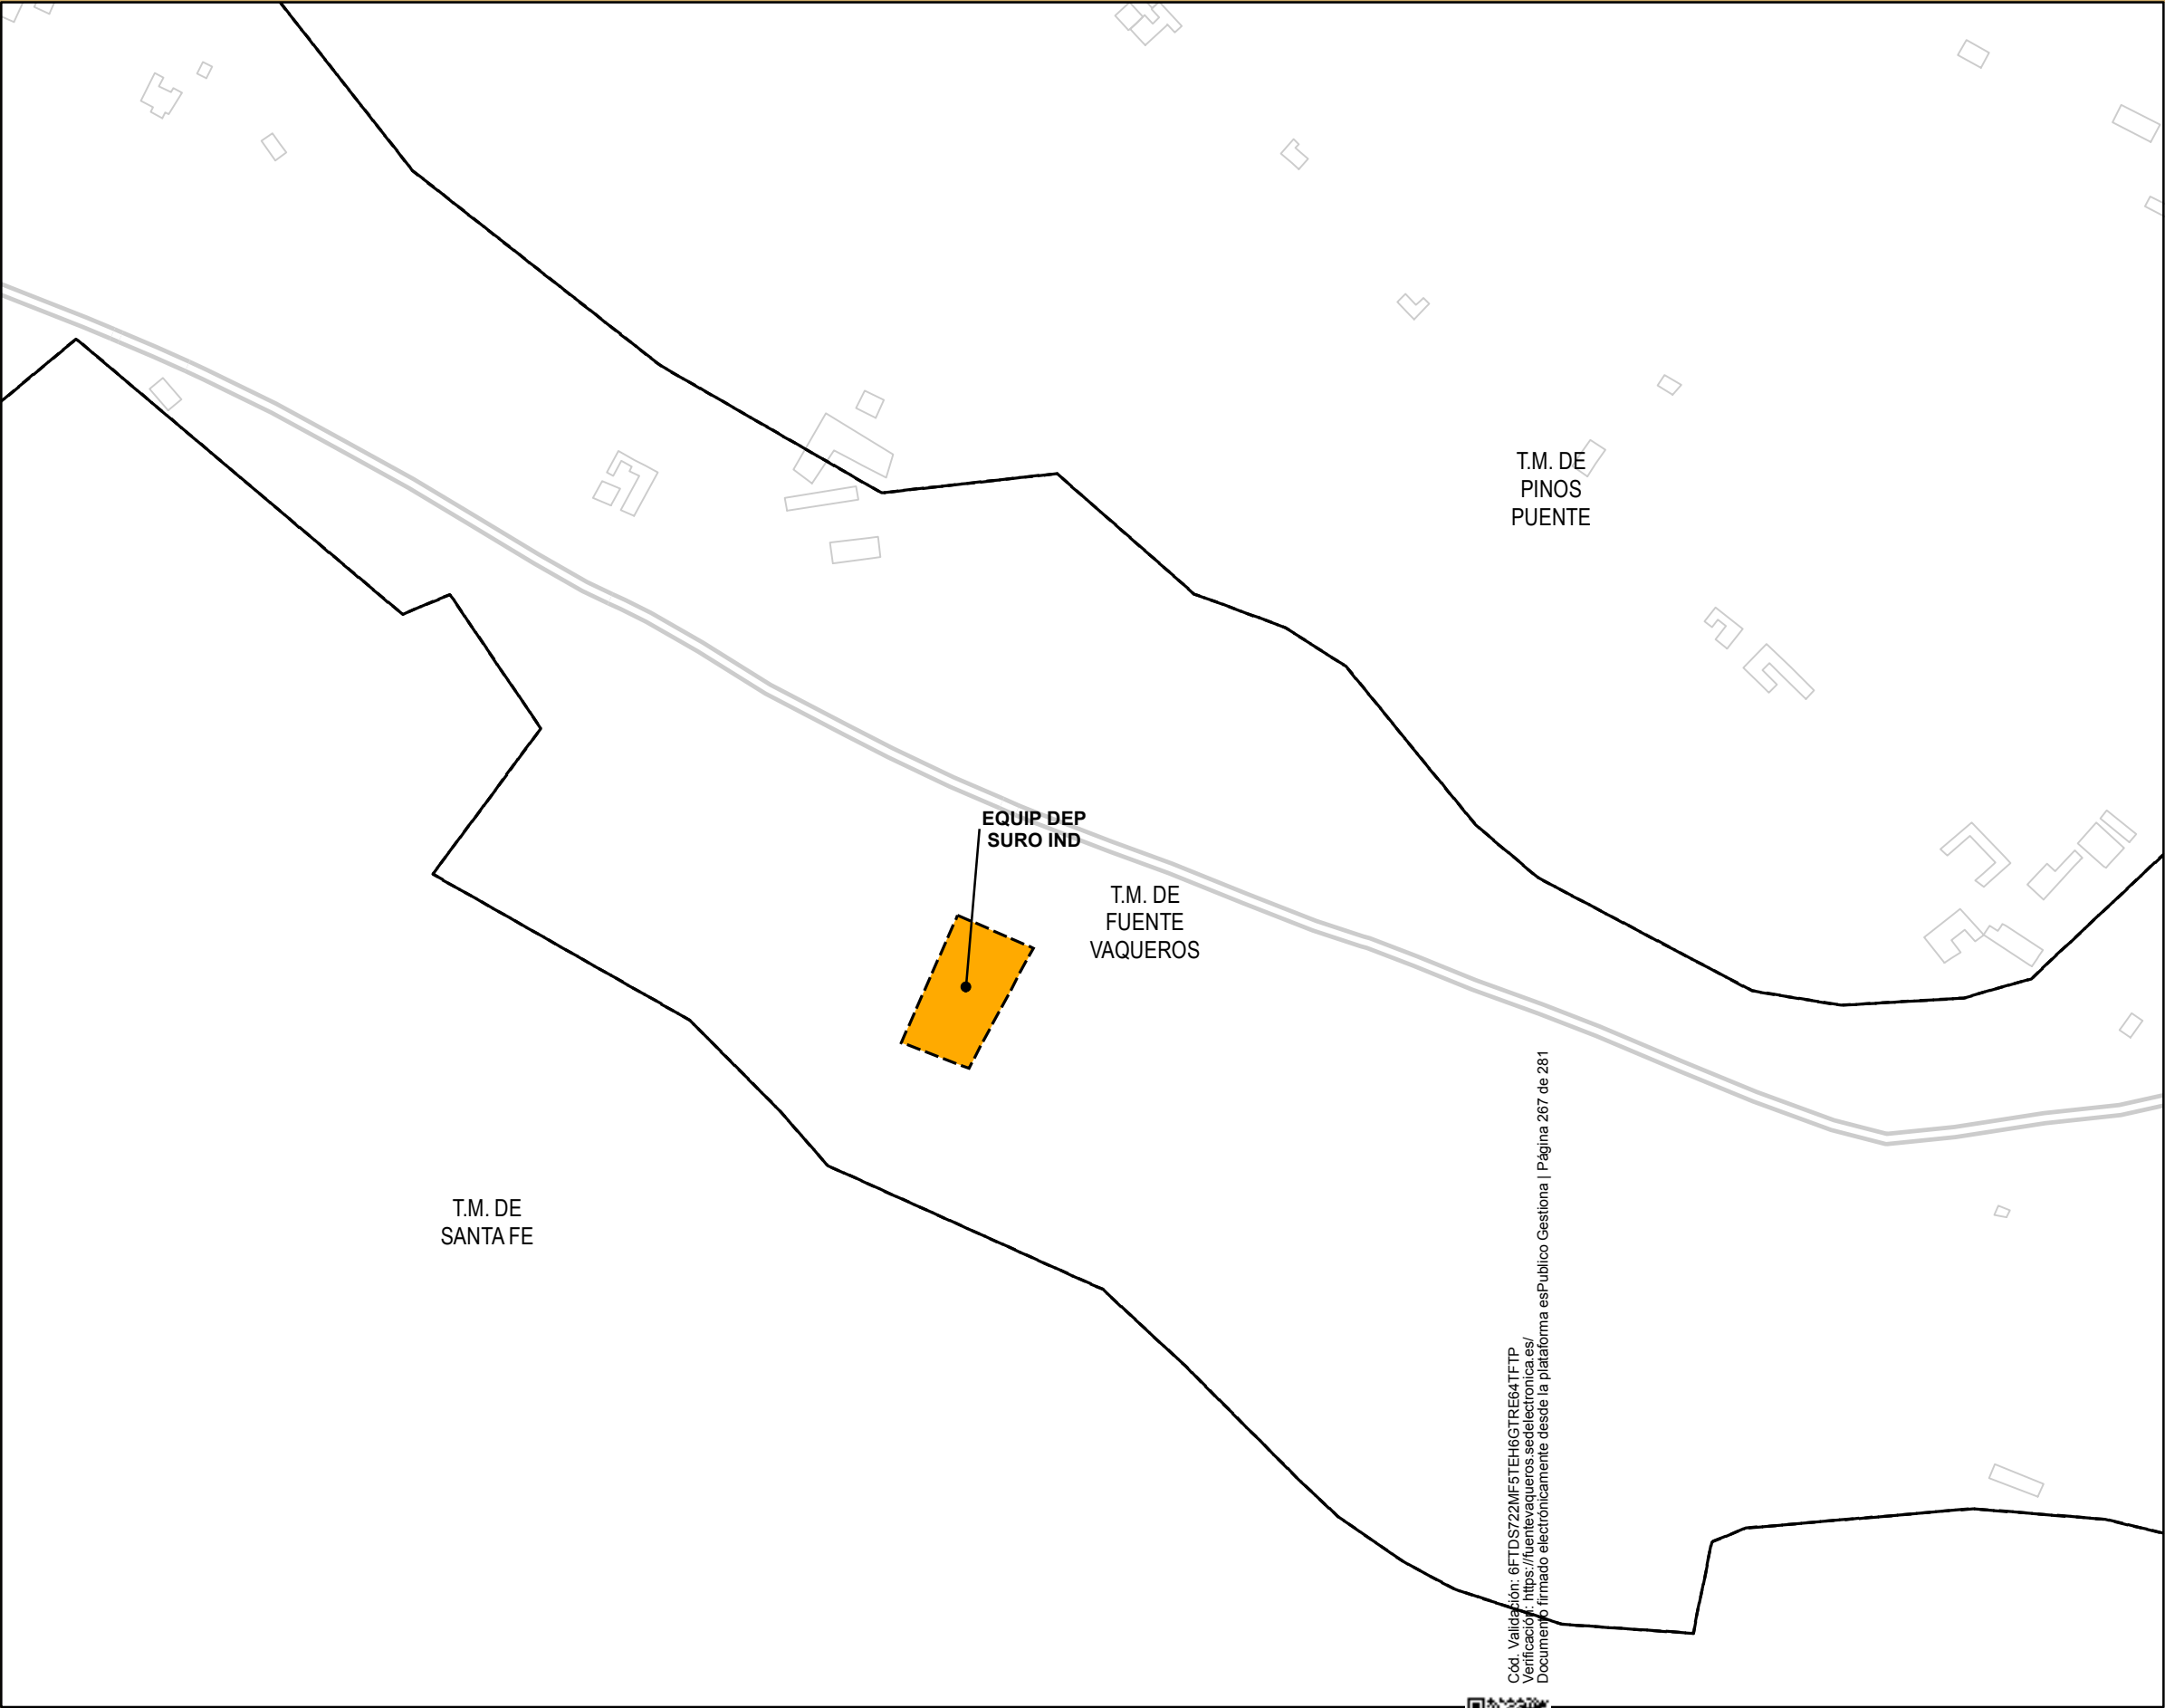 T.M. DE
PINOS
PUENTE
EQUIP DEP
SURO IND
T.M. DE
FUENTE
VAQUEROS
T.M. DE
SANTA FE
Cód. Validación: 6FTDS722MF5TEH6GTRE64TFTP
Verificación: https://fuentevaqueros.sedelectronica.es/
Documento firmado electrónicamente desde la plataforma esPublico Gestiona | Página 267 de 281